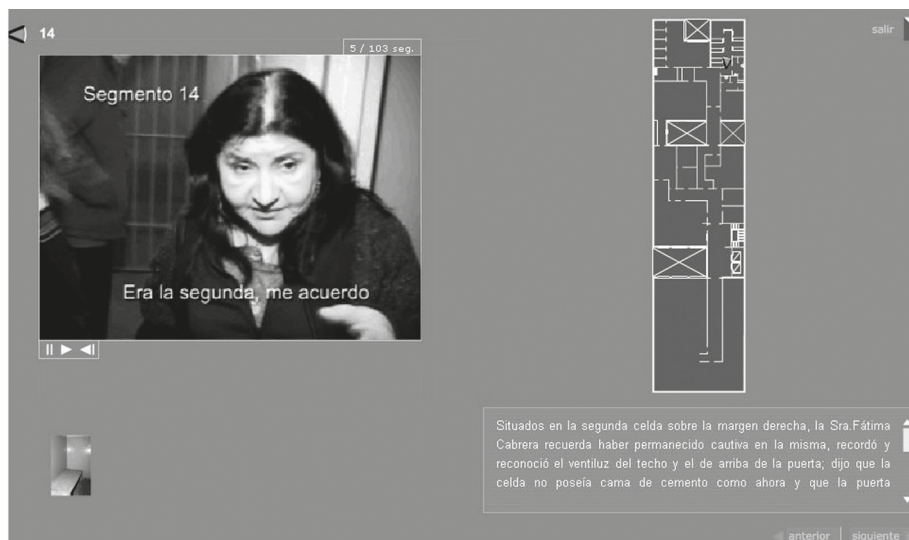 14
salir
5 / 103 seg.
Segmento 14
Era la segunda, me acuerdo
Situados en la segunda celda sobre la margen derecha, la Sra.Fátima
Cabrera recuerda haber permanecido cautiva en la misma, recordó y
reconoció el ventiluz del techo y el de arriba de la puerta; dijo que la
celda no poseía cama de cemento como ahora y que la puerta
anterior | siguiente